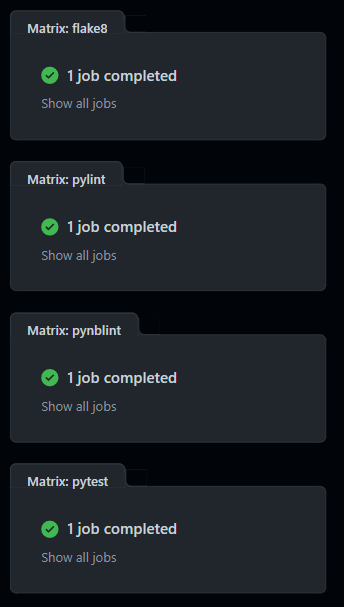 Matrix: flake8
1 job completed
Show all jobs
Matrix: pylint
1 job completed
Show all jobs
Matrix: pynblint
1 job completed
Show all jobs
Matrix: pytest
1 job completed
Show all jobs